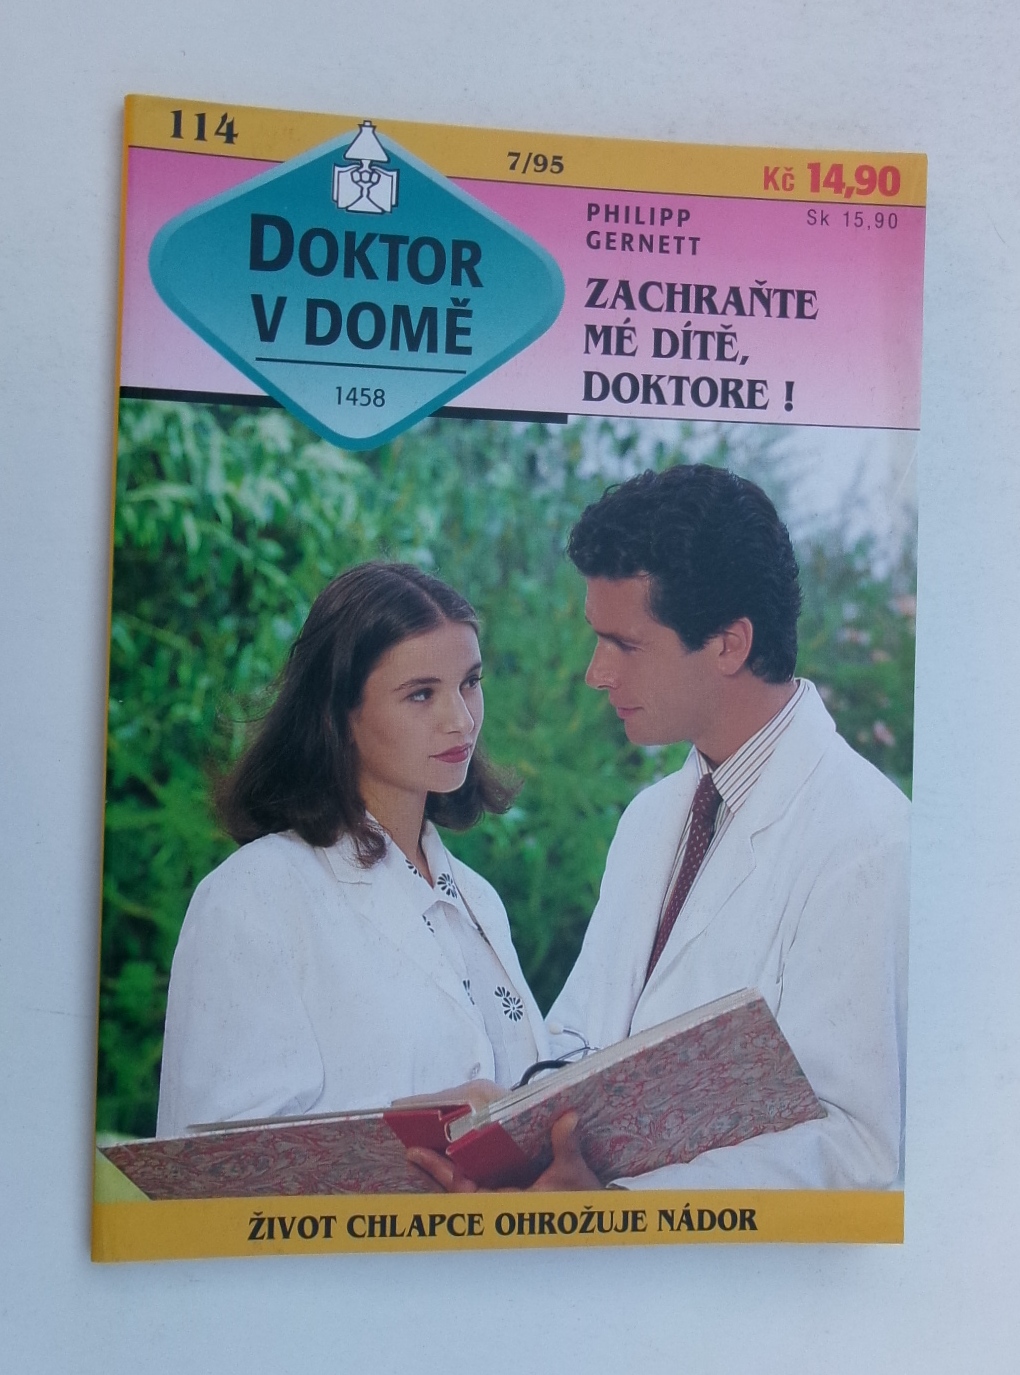 114
7/95
Kč 14,90
Sk 15,90
DOKTOR
V DOMĚ
1458
PHILIPP
GERNETT
ZACHRAŇTE
MÉ DÍTĚ,
DOKTORE !
ŽIVOT CHLAPCE OHROŽUJE NÁDOR